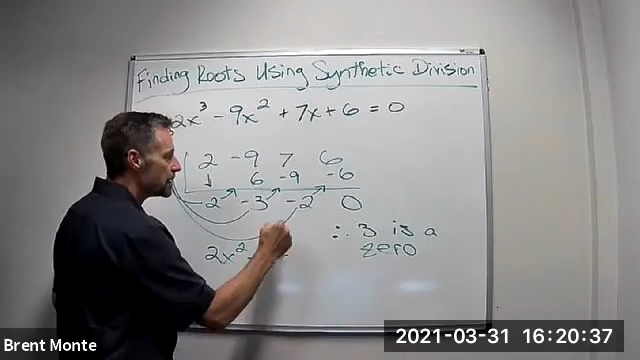 Finding Roots Using Synthetic Division
2x³ - 9x² + 7x + 6 = 0
2 -9 7 6
↓ 6 -9 -6
2 -3 -2 0
∴ 3 is a
zero
2x² -
Brent Monte
2021-03-31 16:20:37